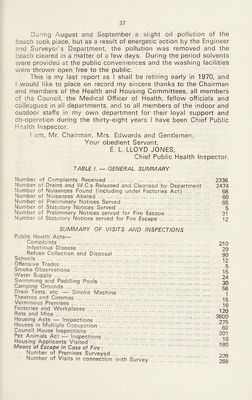 37
During August and September a slight oil pollution of the
beach took place, but as a result of energetic action by the Engineer
and Surveyor's Department, the pollution was removed and the
beach cleared in a matter of a few days. During the period solvents
were provided at the public conveniences and the washing facilities
were thrown open free to the public.
This is my last report as I shall be retiring early in 1970, and
I would like to place on record my sincere thanks to the Chairman
and members of the Health and Housing Committees, all members
of the Council, the Medical Officer of Health, fellow officials and
colleagues in all departments, and to all members of the indoor and
outdoor staffs in my own department for their loyal support and
co-operation during the thirty-eight years I have been Chief Public
Health Inspector.
I am, Mr. Chairman, Mrs. Edwards and Gentlemen,
Your obedient Servant,
E. L. LLOYD JONES,
Chief Public Health Inspector.
TABLE I. — GENERAL SUMMARY
Number of Complaints Received 2336
Number of Drains and W.C.s Released and Cleansed by Department 2474
Number of Nuisances Found (including under Factories Act) 68
Number of Nuisances Abated 60
Number of Preliminary Notices Served 65
Number of Statutory Notices Served 5
Number of Preliminary Notices served for Fire Escape 11
Number of Statutory Notices served for Fire Escape 12
SUMMARY OF VISITS AND INSPECTIONS
Public Health Acts—
Complaints 210
Infectious Disease 29
Refuse Collection and Disposal 90
Schools 12
Offensive Trades 5
Smoke Observations 15
Water Supply 24
Swimming and Paddling Pools 30
Camping Grounds 56
Drain Tests, etc. — Smoke Machine 1
Verminous Premises 15
Theatres and Cinemas 16
Factories and Workplaces 120
Rats and Mice 3600
Housing Acts — Inspections 279
Houses in Multiple Occupation 60
Council House Inspections 301
Pet Animals Act — Inspections 10
Housing Applicants Visited 190
Means of Escape in Case of Fire:
Number of Premises Surveyed 209
Number of Visits in connection with Survey 268